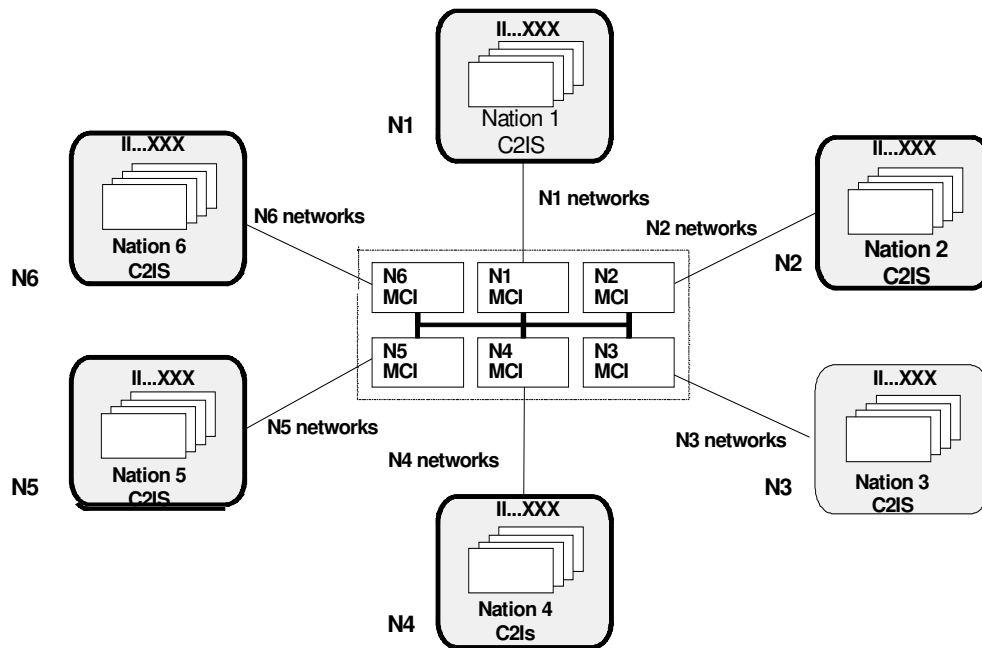 II...XXX
Nation 1
C2IS
N1
II...XXX
Nation 6
C2IS
N6
N6 networks
N1 networks
N2 networks
II...XXX
Nation 2
C2IS
N2
N6
MCI
N1
MCI
N2
MCI
N5
MCI
N4
MCI
N3
MCI
II...XXX
Nation 5
C2IS
N5
N5 networks
N4 networks
N3 networks
II...XXX
Nation 3
C2IS
N3
II...XXX
Nation 4
C2Is
N4